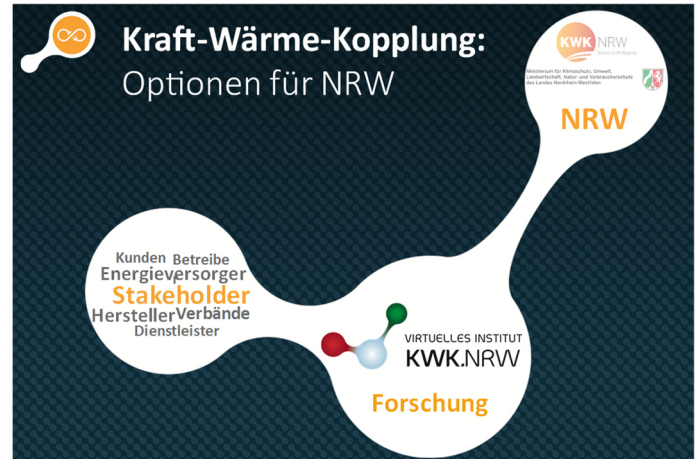 Kraft-Wärme-Kopplung:
Optionen für NRW
KWK NRW
Ministerium für Klimaschutz, Umwelt,
Landwirtschaft, Natur- und Verbraucherschutz
des Landes Nordrhein-Westfalen
NRW
Kunden Betreibe
Energieversorger
Stakeholder
Hersteller Verbände
Dienstleister
VIRTUELLES INSTITUT
KWK.NRW
Forschung